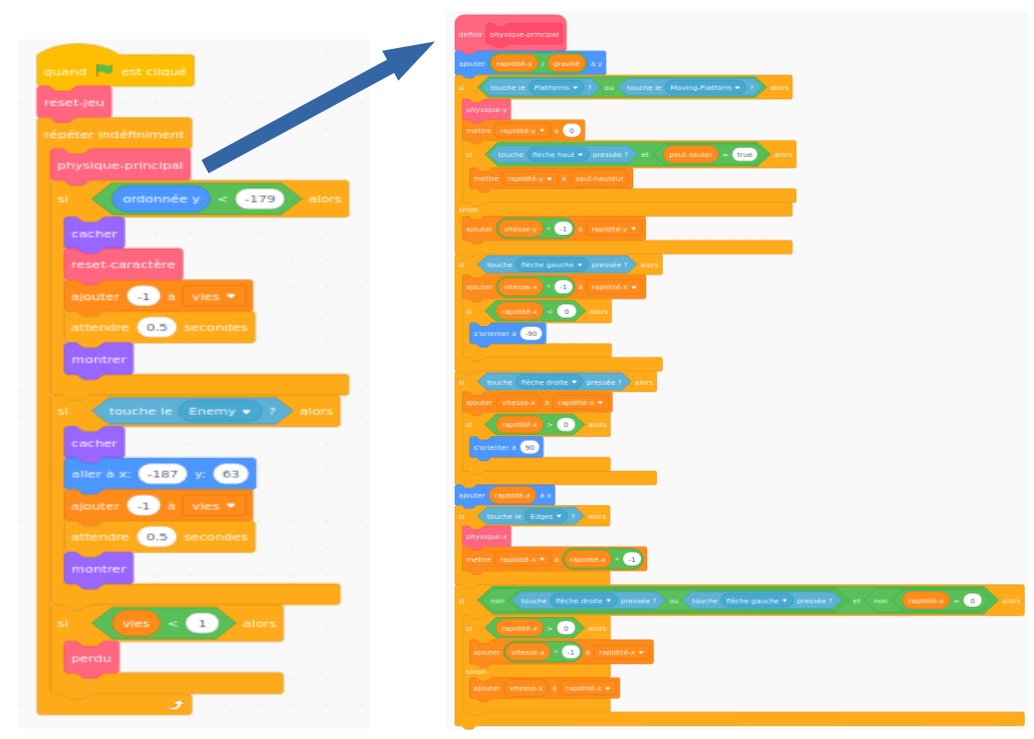 quand est cliqué
reset-jeu
répéter indéfiniment
physique-principal
si ordonnée y < -179 alors
cacher
reset-caractère
ajouter -1 à vies
attendre 0.5 secondes
montrer
si touche le Enemy ? alors
cacher
aller à x: -187 y: 63
ajouter -1 à vies
attendre 0.5 secondes
montrer
si vies < 1 alors
perdu
définir physique-principal
ajouter rapidité-y / gravité à y
si touche le Platforms ? ou touche le Moving-Platform ? alors
physique-y
mettre rapidité-y à 0
si touche flèche haut pressée ? et peut-sauter = true alors
mettre rapidité-y à saut-hauteur
sinon
ajouter vitesse-y * -1 à rapidité-y
si touche flèche gauche pressée ? alors
ajouter vitesse-x * -1 à rapidité-x
si rapidité-x < 0 alors
s'orienter à -90
si touche flèche droite pressée ? alors
ajouter vitesse-x à rapidité-x
si rapidité-x > 0 alors
s'orienter à 90
ajouter rapidité-x à x
si touche le Edges ? alors
physique-x
mettre rapidité-x à rapidité-x * -1
si non touche flèche droite pressée ? ou touche flèche gauche pressée ? et non rapidité-x = 0 alors
si rapidité-x > 0 alors
ajouter vitesse-x * -1 à rapidité-x
sinon
ajouter vitesse-x à rapidité-x